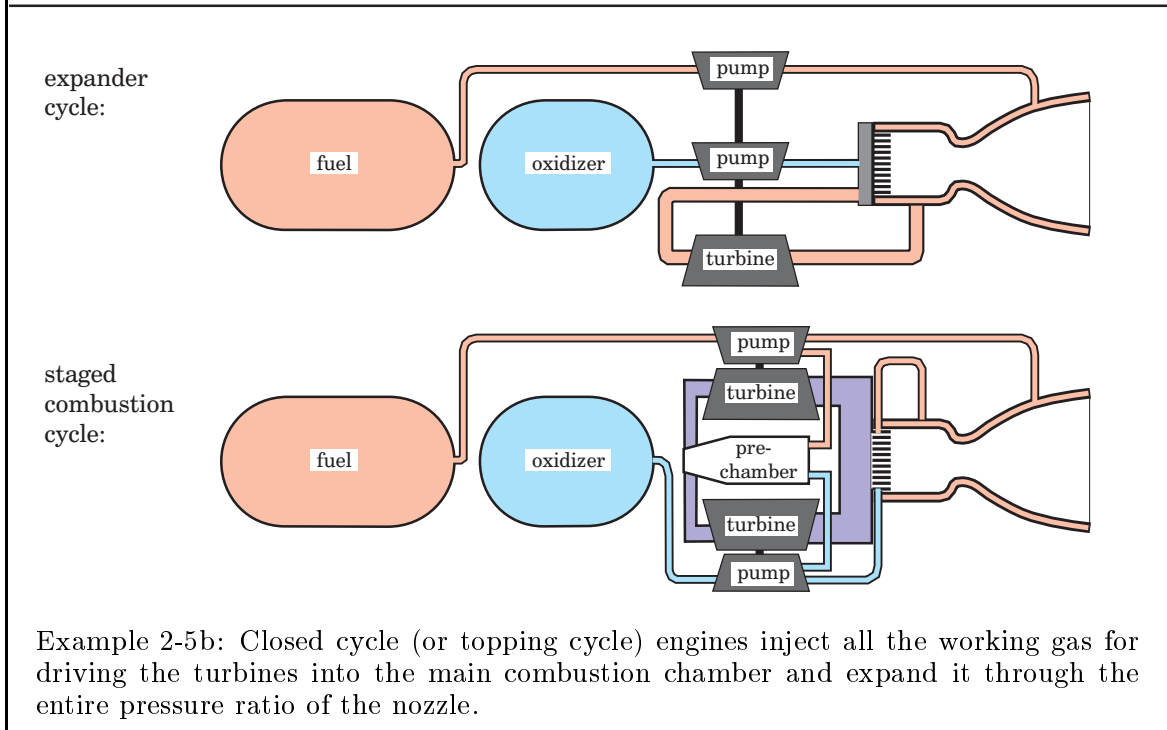 expander
cycle:
pump
fuel
oxidizer
pump
turbine
staged
combustion
cycle:
pump
turbine
fuel
oxidizer
pre-
chamber
turbine
pump
Example 2-5b: Closed cycle (or topping cycle) engines inject all the working gas for
driving the turbines into the main combustion chamber and expand it through the
entire pressure ratio of the nozzle.